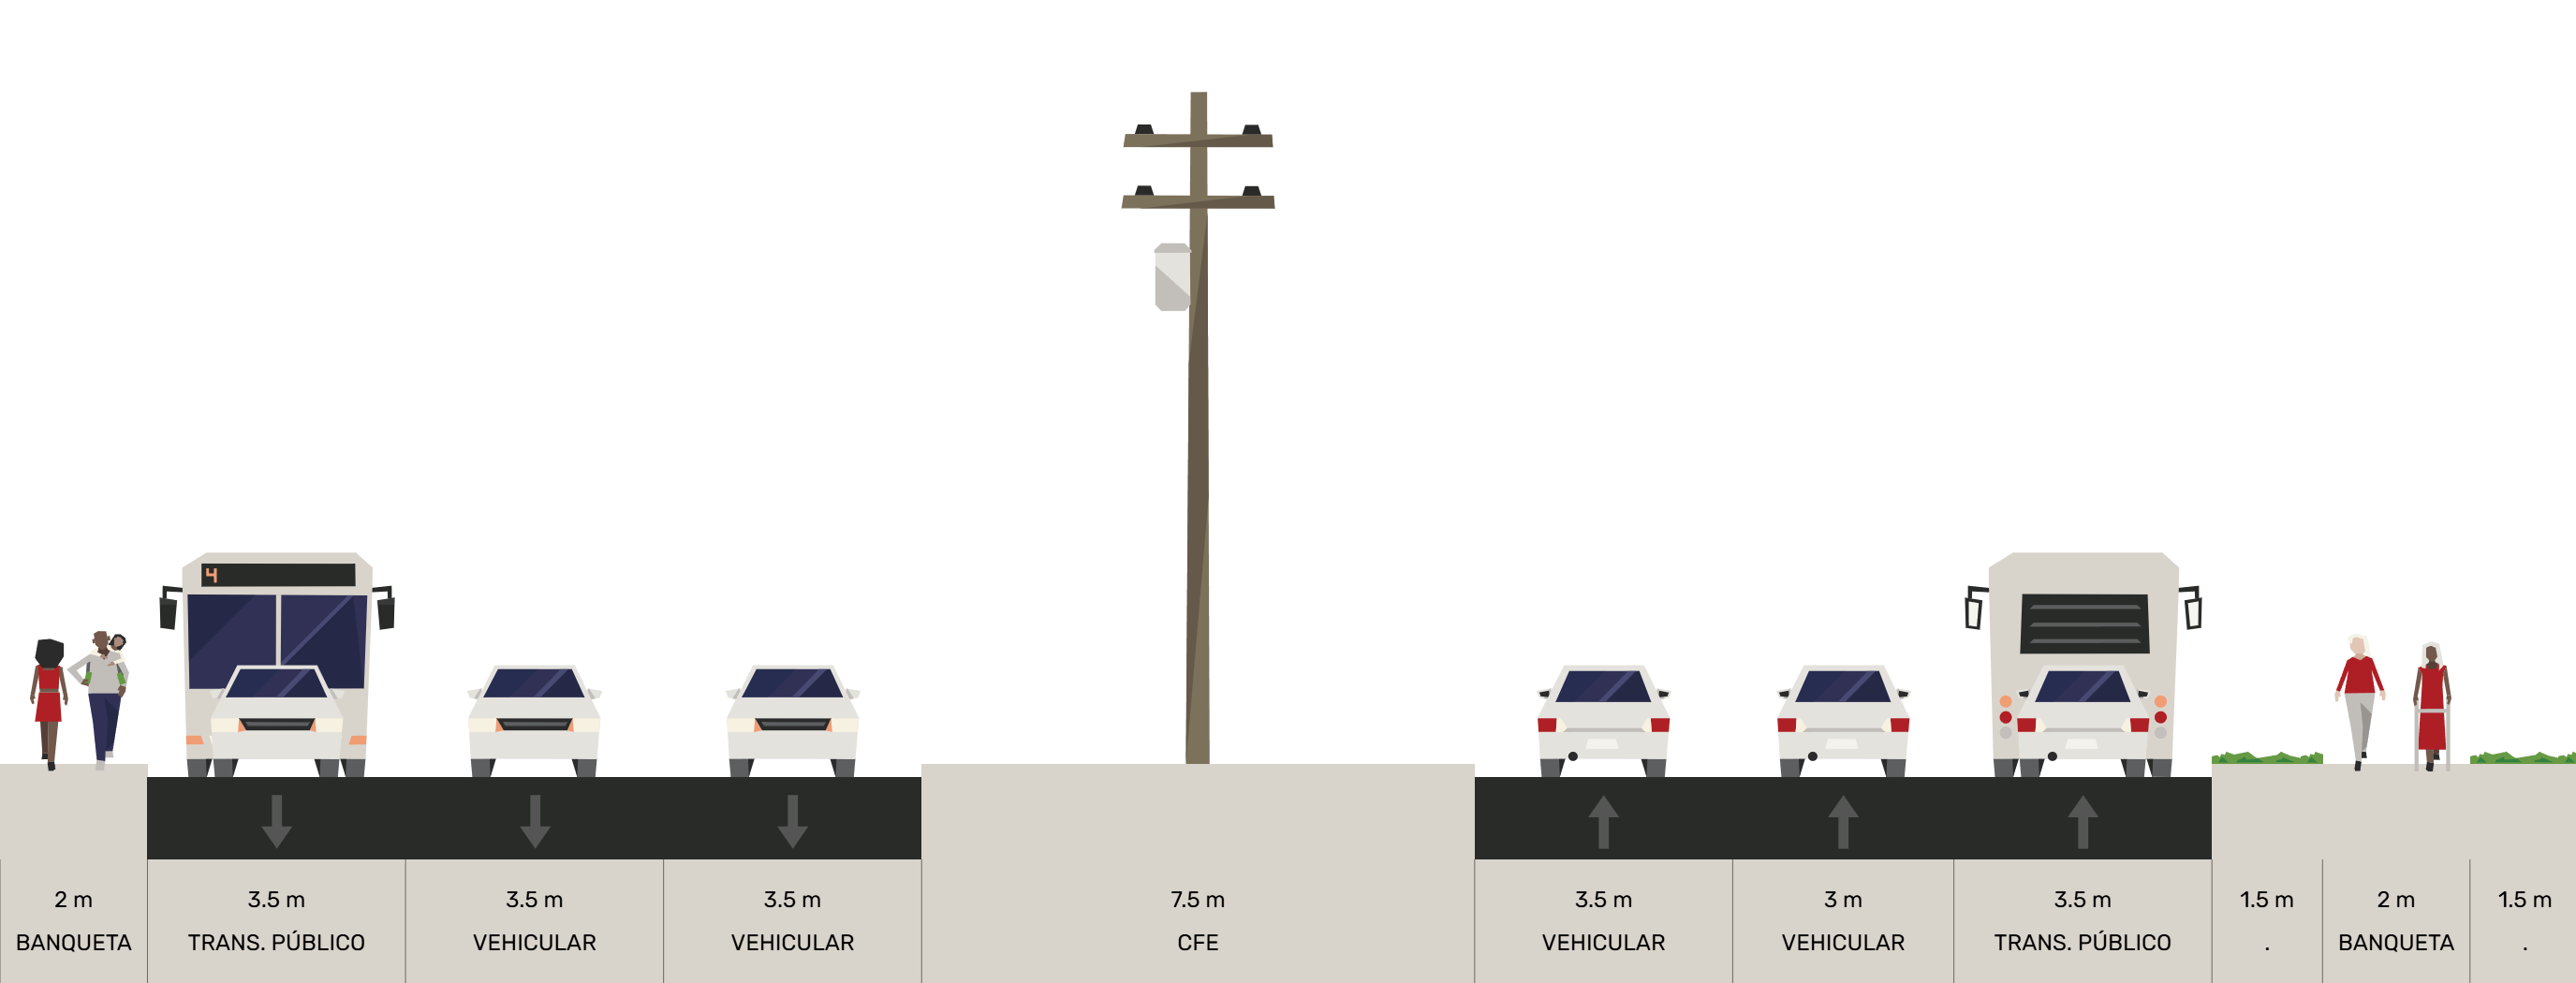 4
2 m
BANQUETA
3.5 m
TRANS. PÚBLICO
3.5 m
VEHICULAR
3.5 m
VEHICULAR
7.5 m
CFE
3.5 m
VEHICULAR
3 m
VEHICULAR
3.5 m
TRANS. PÚBLICO
1.5 m
.
2 m
BANQUETA
1.5 m
.